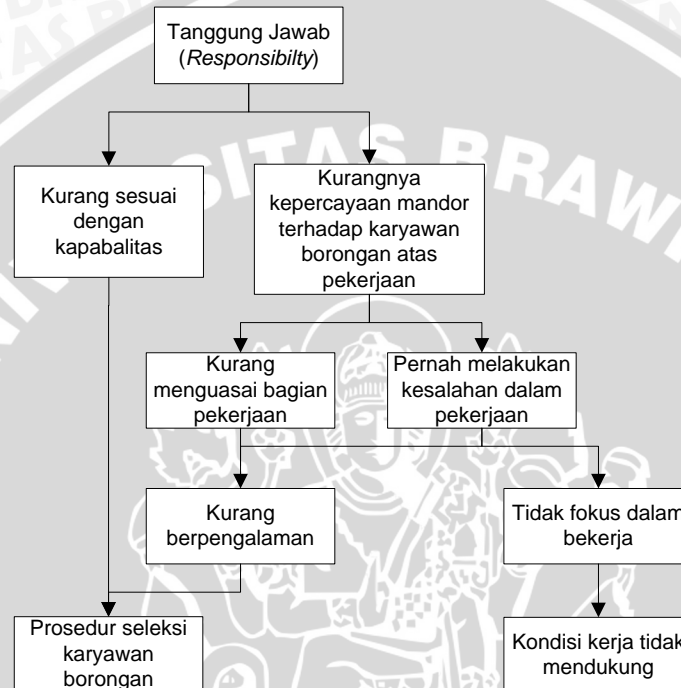 Tanggung Jawab
(Responsibilty)
Kurang sesuai
dengan
kapabalitas
Kurangnya
kepercayaan mandor
terhadap karyawan
borongan atas
pekerjaan
Kurang
menguasai bagian
pekerjaan
Pernah melakukan
kesalahan dalam
pekerjaan
Kurang
berpengalaman
Tidak fokus dalam
bekerja
Prosedur seleksi
karyawan
borongan
Kondisi kerja tidak
mendukung
SITAS BRAW